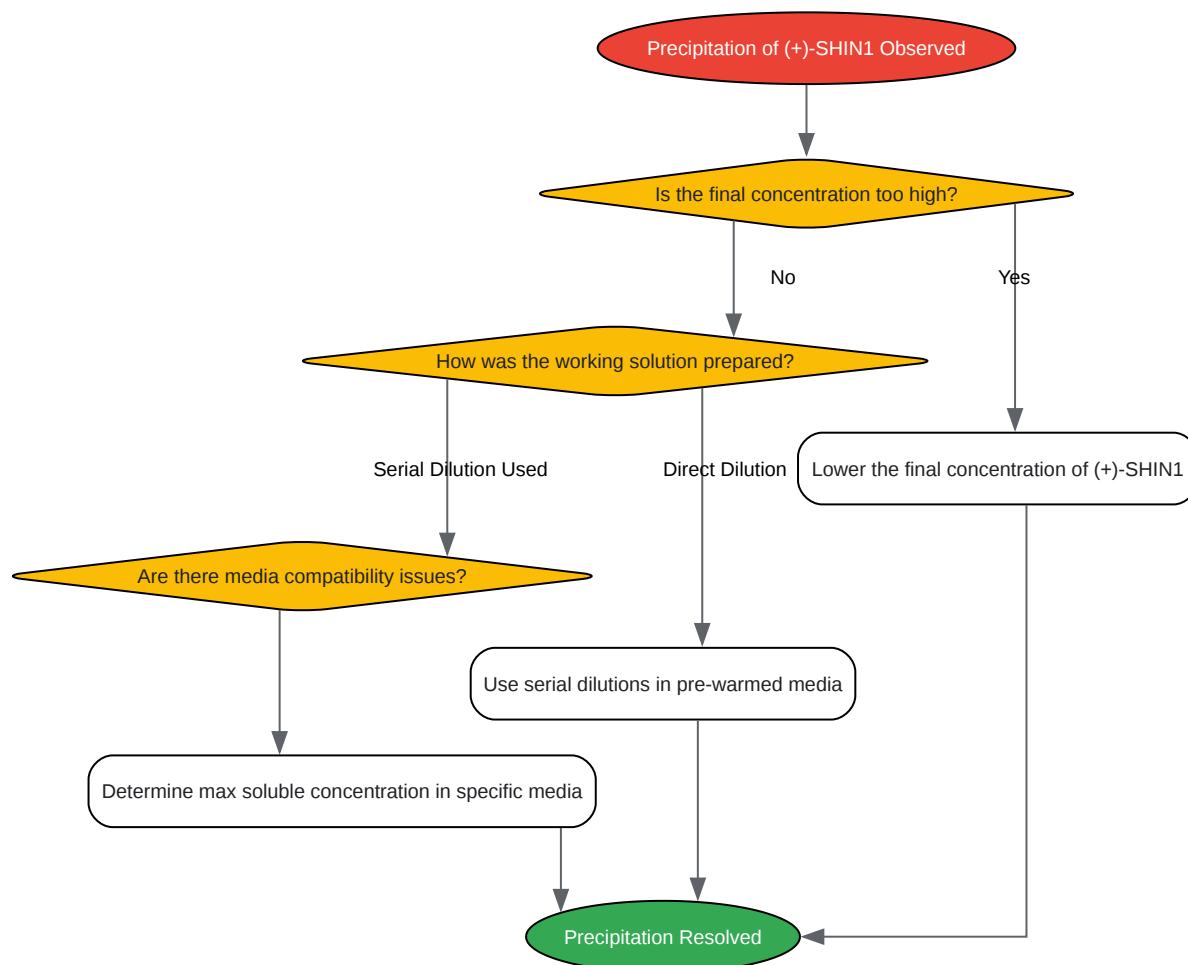 Precipitation of (+)-SHIN1 Observed
Is the final concentration too high?
No
Yes
How was the working solution prepared?
Serial Dilution Used
Direct Dilution
Lower the final concentration of (+)-SHIN1
Are there media compatibility issues?
Use serial dilutions in pre-warmed media
Determine max soluble concentration in specific media
Precipitation Resolved